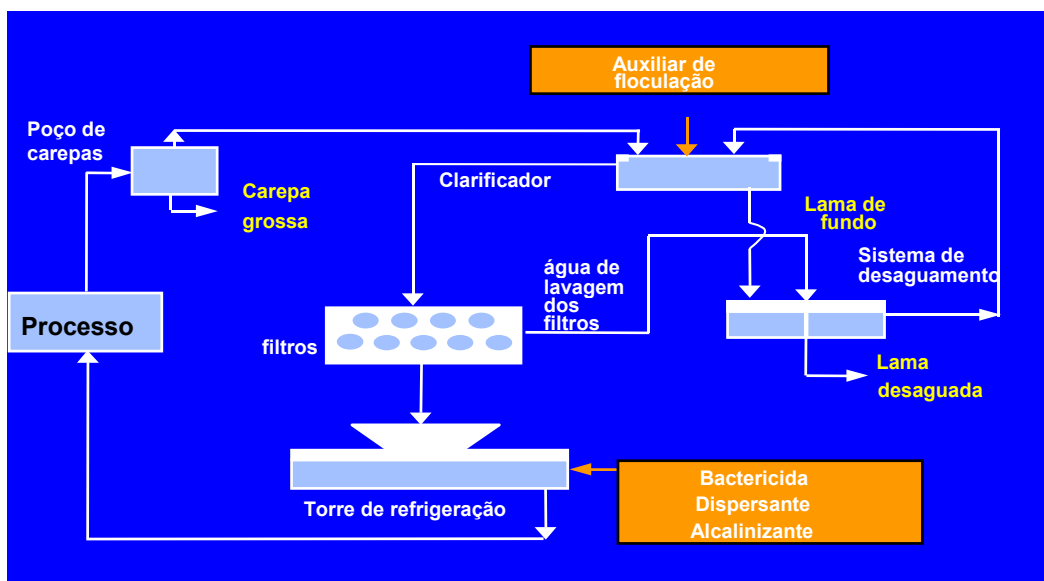 Auxiliar de
floculação
Poço de
carepas
Clarificador
Carepa
grossa
Lama de
fundo
Sistema de
desaguamento
água de
lavagem
dos
filtros
Processo
filtros
Lama
desaguada
Bactericida
Dispersante
Alcalinizante
Torre de refrigeração